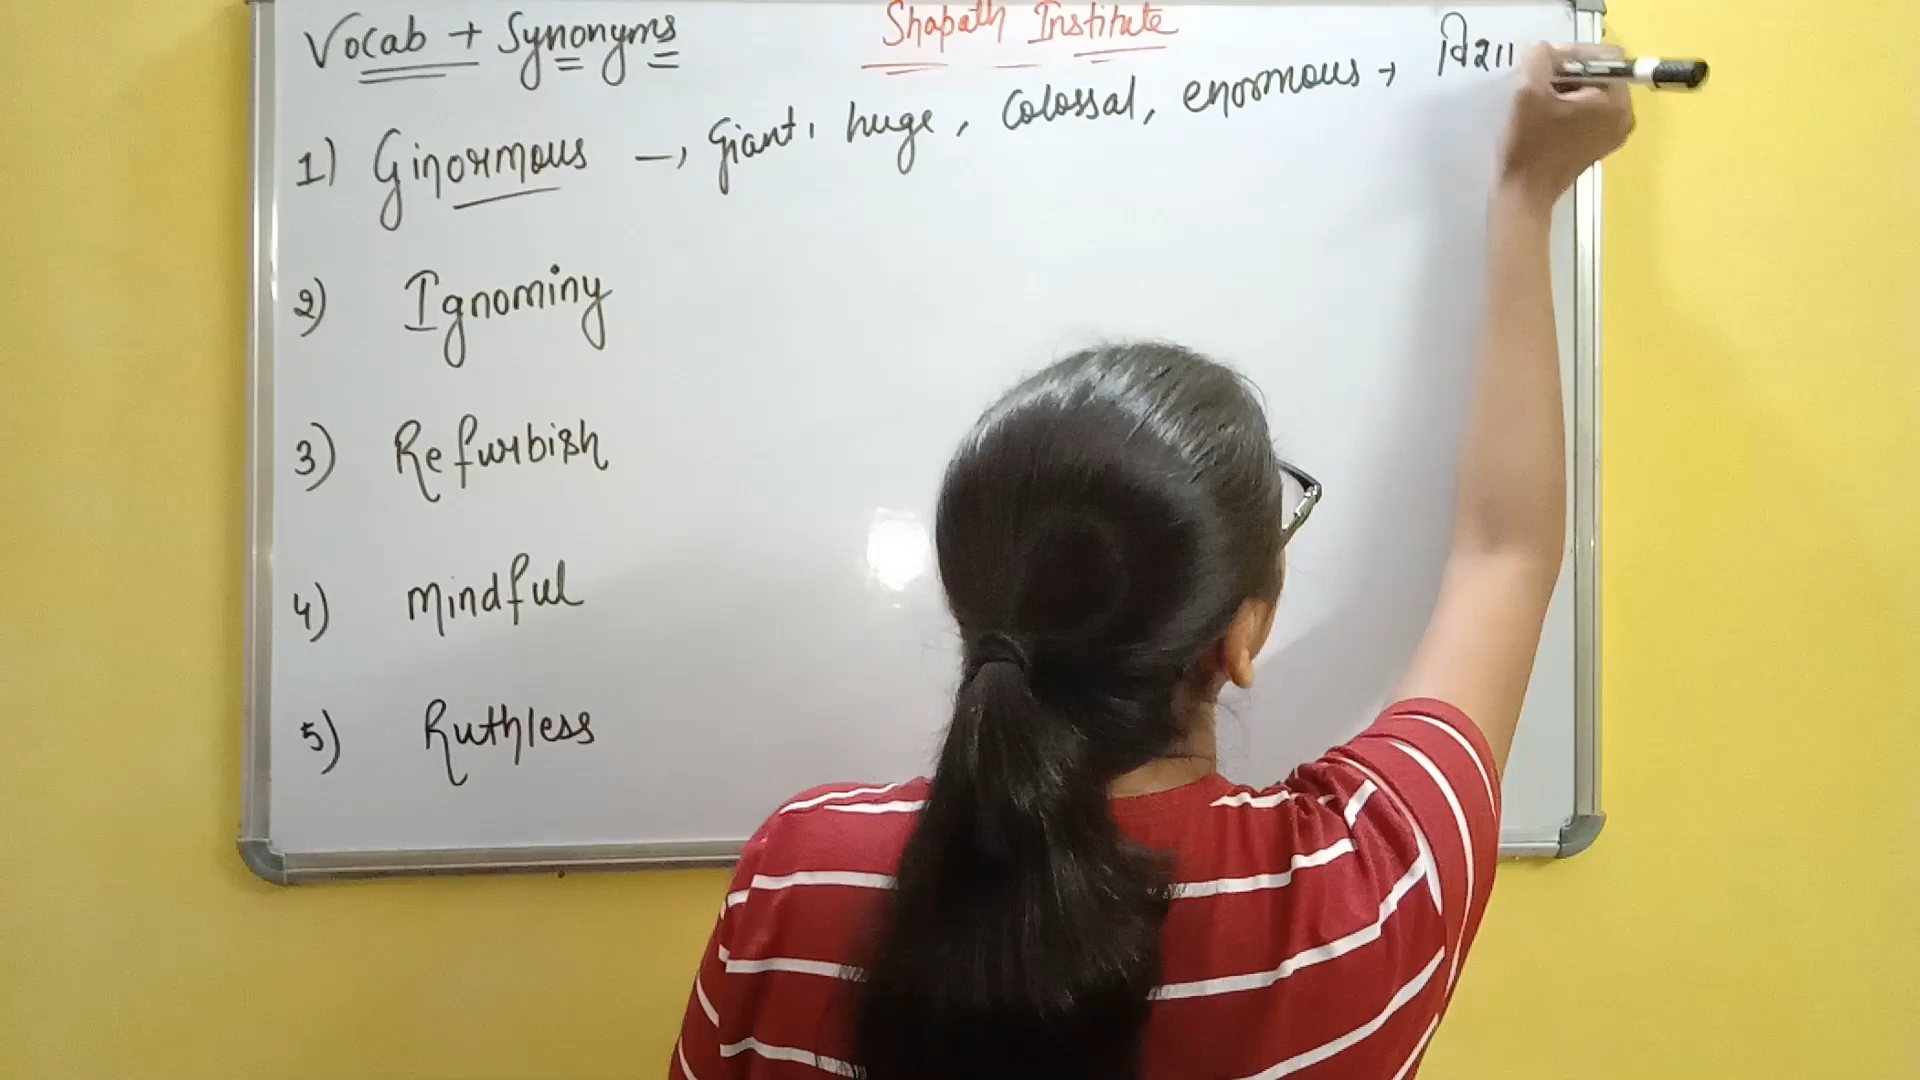 Vocab + Synonyms
Shapath Institute
1) Ginormous → Giant, huge, Colossal, enormous → विशा
2) Ignominy
3) Refurbish
4) Mindful
5) Ruthless